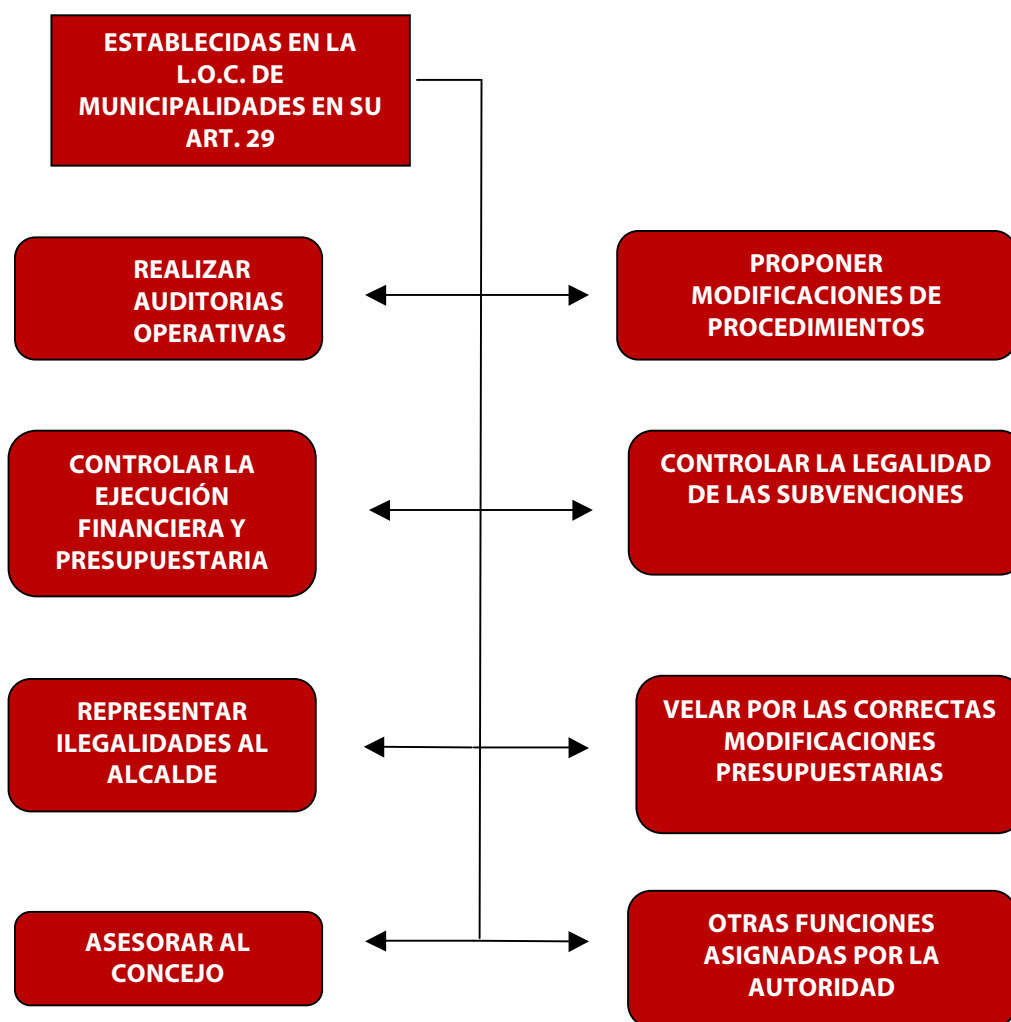 ESTABLECIDAS EN LA
L.O.C. DE
MUNICIPALIDADES EN SU
ART. 29
REALIZAR
AUDITORIAS
OPERATIVAS
PROPONER
MODIFICACIONES DE
PROCEDIMIENTOS
CONTROLAR LA
EJECUCIÓN
FINANCIERA Y
PRESUPUESTARIA
CONTROLAR LA LEGALIDAD
DE LAS SUBVENCIONES
REPRESENTAR
ILEGALIDADES AL
ALCALDE
VELAR POR LAS CORRECTAS
MODIFICACIONES
PRESUPUESTARIAS
ASESORAR AL
CONCEJO
OTRAS FUNCIONES
ASIGNADAS POR LA
AUTORIDAD